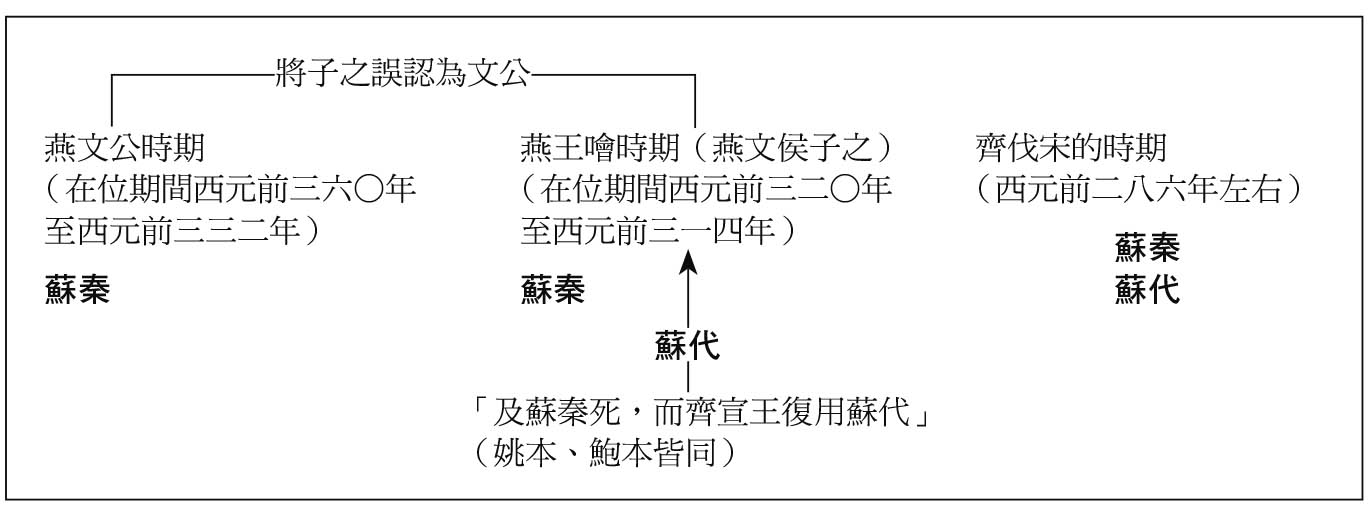 將子之誤認為文公
燕文公時期
（在位期間西元前三六〇年
至西元前三三二年）
蘇秦
燕王噲時期（燕文侯子之）
（在位期間西元前三二〇年
至西元前三一四年）
蘇秦
蘇代
「及蘇秦死，而齊宣王復用蘇代」
（姚本、鮑本皆同）
齊伐宋的時期
（西元前二八六年左右）
蘇秦
蘇代